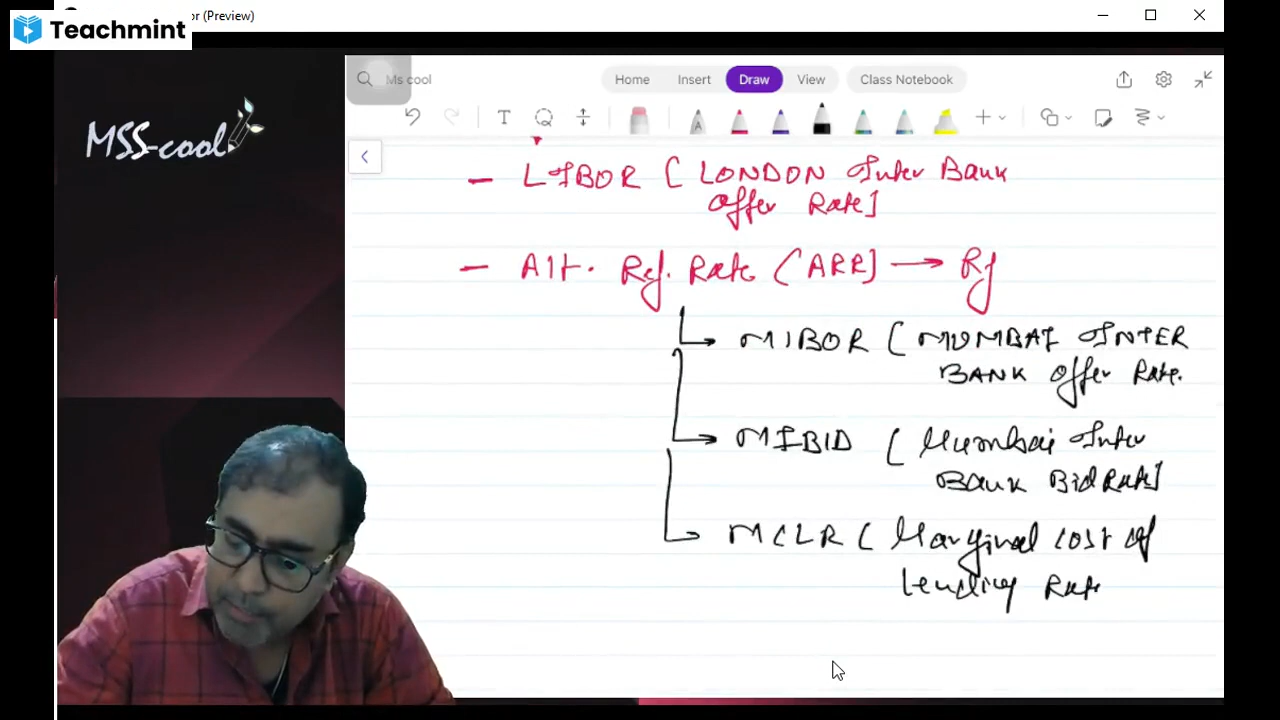 or (Preview)
Teachmint
MSS-cool
Ms cool
Home Insert Draw View Class Notebook
- LIBOR [LONDON Inter Bank
Offer Rate]
- Alt. Ref. Rate (ARR] → Rf
MIBOR [MUMBAI INTER
BANK Offer Rate.
MIBID [Mumbai Inter
Bank Bid Rate]
MCLR [Marginal cost of
lending Rate